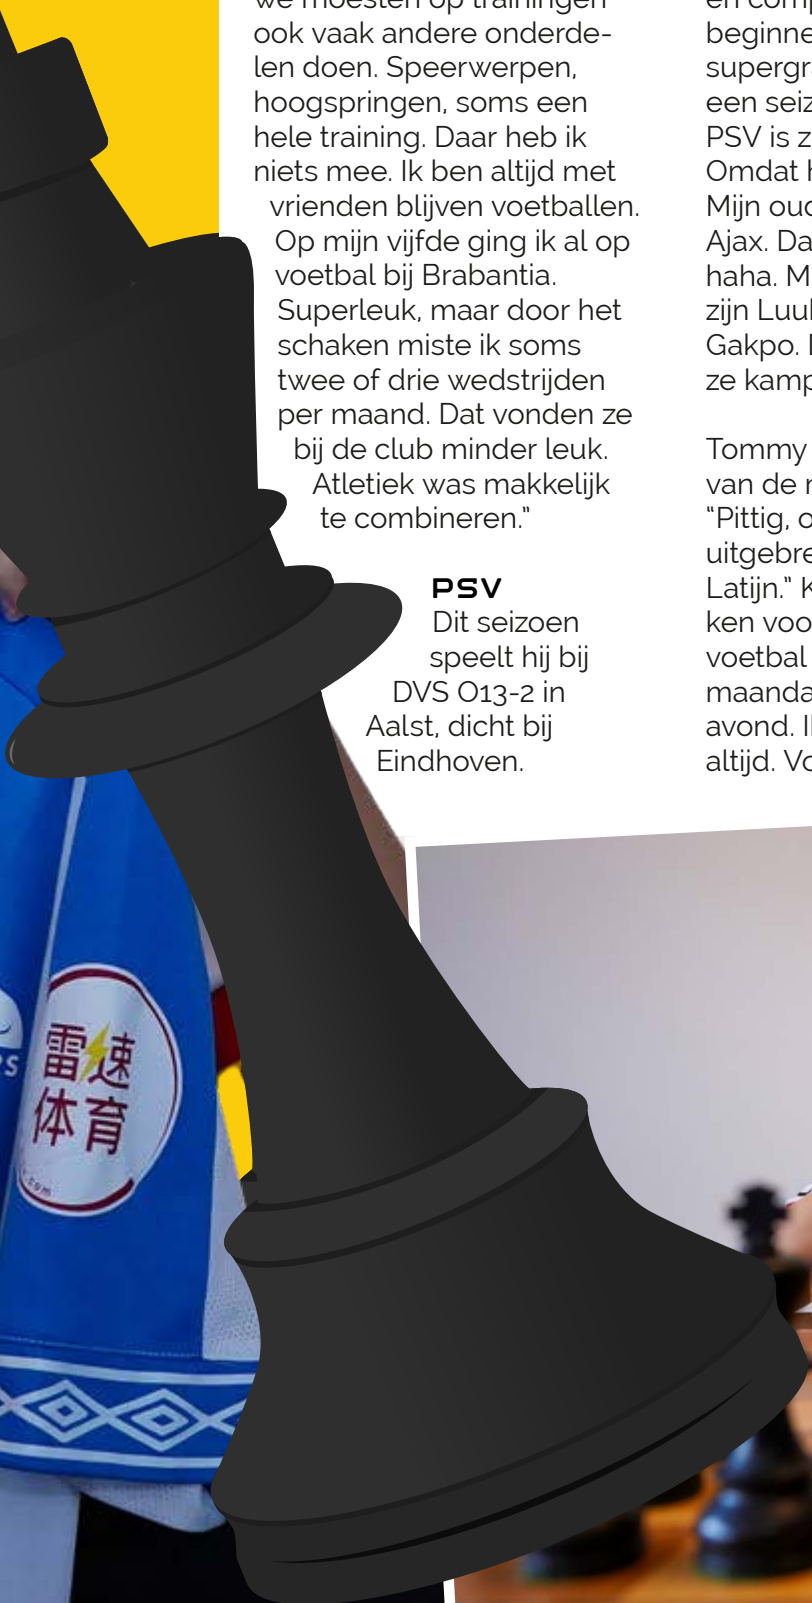 we moesten op trainingen
ook vaak andere onderde-
len doen. Speerwerpen,
hoogspringen, soms een
hele training. Daar heb ik
niets mee. Ik ben altijd met
vrienden blijven voetballen.
Op mijn vijfde ging ik al op
voetbal bij Brabantia.
Superleuk, maar door het
schaken miste ik soms
twee of drie wedstrijden
per maand. Dat vonden ze
bij de club minder leuk.
Atletiek was makkelijk
te combineren.”
PSV
Dit seizoen
speelt hij bij
DVS O13-2 in
Aalst, dicht bij
Eindhoven.
en
beginne
supergr
een seiz
PSV is z
Omdat
Mijn oud
Ajax. Da
haha. M
zijn Luuk
Gakpo.
ze kamp
Tommy
van de
“Pittig,
uitgebre
Latijn.” K
ken voo
voetbal
maanda
avond. I
altijd. Vo
雷速
体育